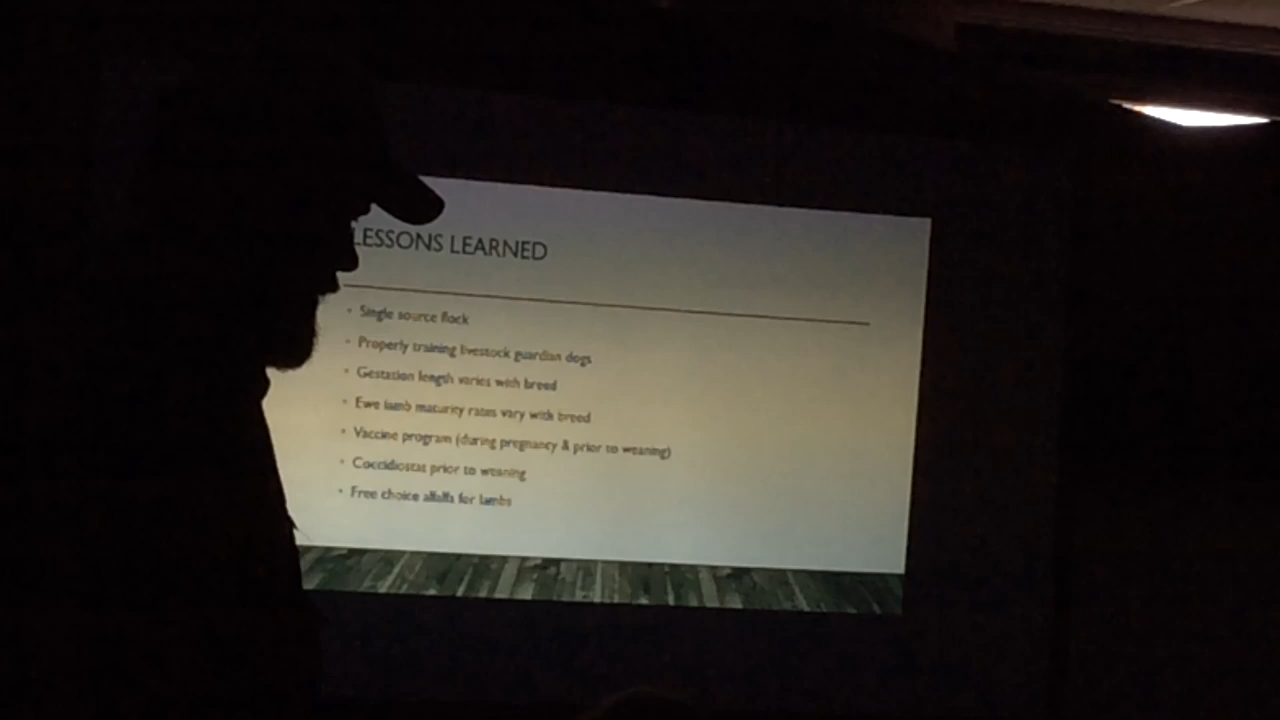 LESSONS LEARNED
• Single source flock
• Properly training livestock guardian dogs
• Gestation length varies with breed
• Ewe lamb maturity rates vary with breed
• Vaccine program (during pregnancy & prior to weaning)
• Coccidiostat prior to weaning
• Free choice alfalfa for lambs